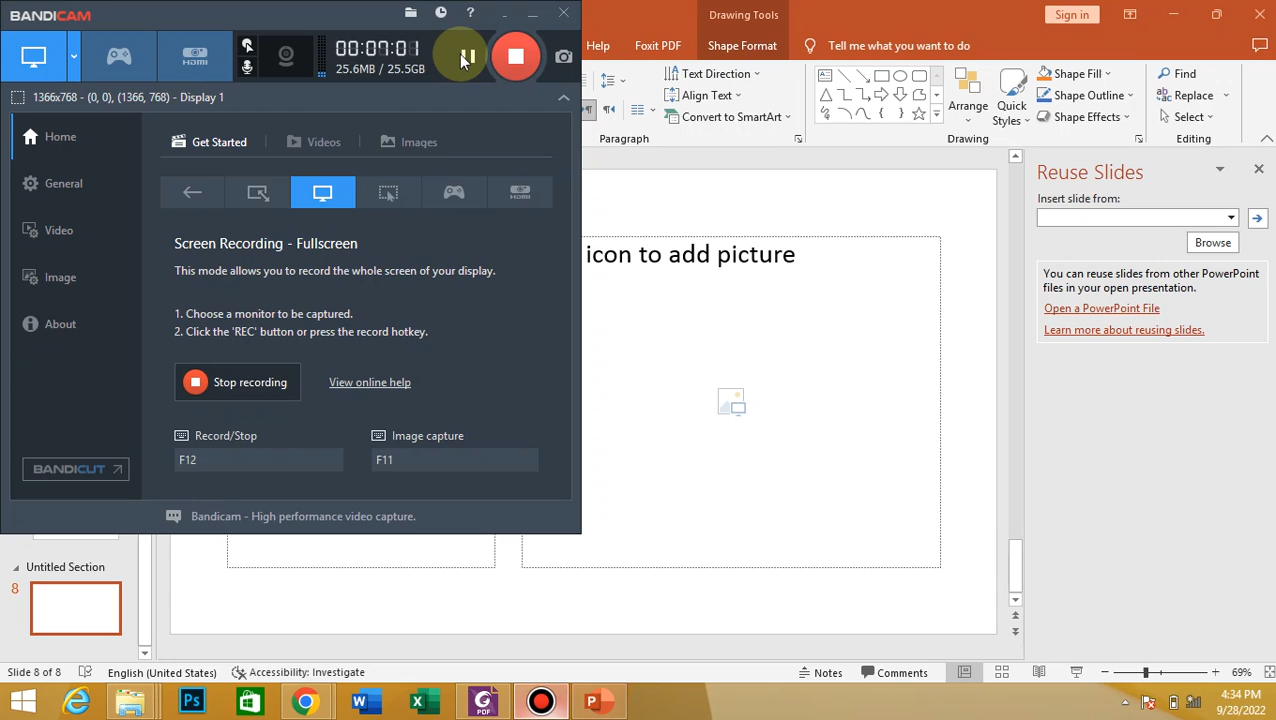 BANDICAM
00:07:01
25.6MB / 25.5GB
HDMI
1366x768 - (0, 0), (1366, 768) - Display 1
Home
General
Video
Image
About
BANDICUT
Get Started
Videos
Images
HDMI
Screen Recording - Fullscreen
This mode allows you to record the whole screen of your display.
1. Choose a monitor to be captured.
2. Click the 'REC' button or press the record hotkey.
Stop recording
View online help
Record/Stop
Image capture
F12
F11
Bandicam - High performance video capture.
Drawing Tools
Sign in
Help
Foxit PDF
Shape Format
Tell me what you want to do
Text Direction
Align Text
Convert to SmartArt
Paragraph
Arrange
Quick
Styles
Shape Fill
Shape Outline
Shape Effects
Drawing
Find
Replace
Select
Editing
icon to add picture
Reuse Slides
Insert slide from:
Browse
You can reuse slides from other PowerPoint
files in your open presentation.
Open a PowerPoint File
Learn more about reusing slides.
Untitled Section
8
Slide 8 of 8
English (United States)
Accessibility: Investigate
Notes
Comments
69%
Ps
PDF
4:34 PM
9/28/2022